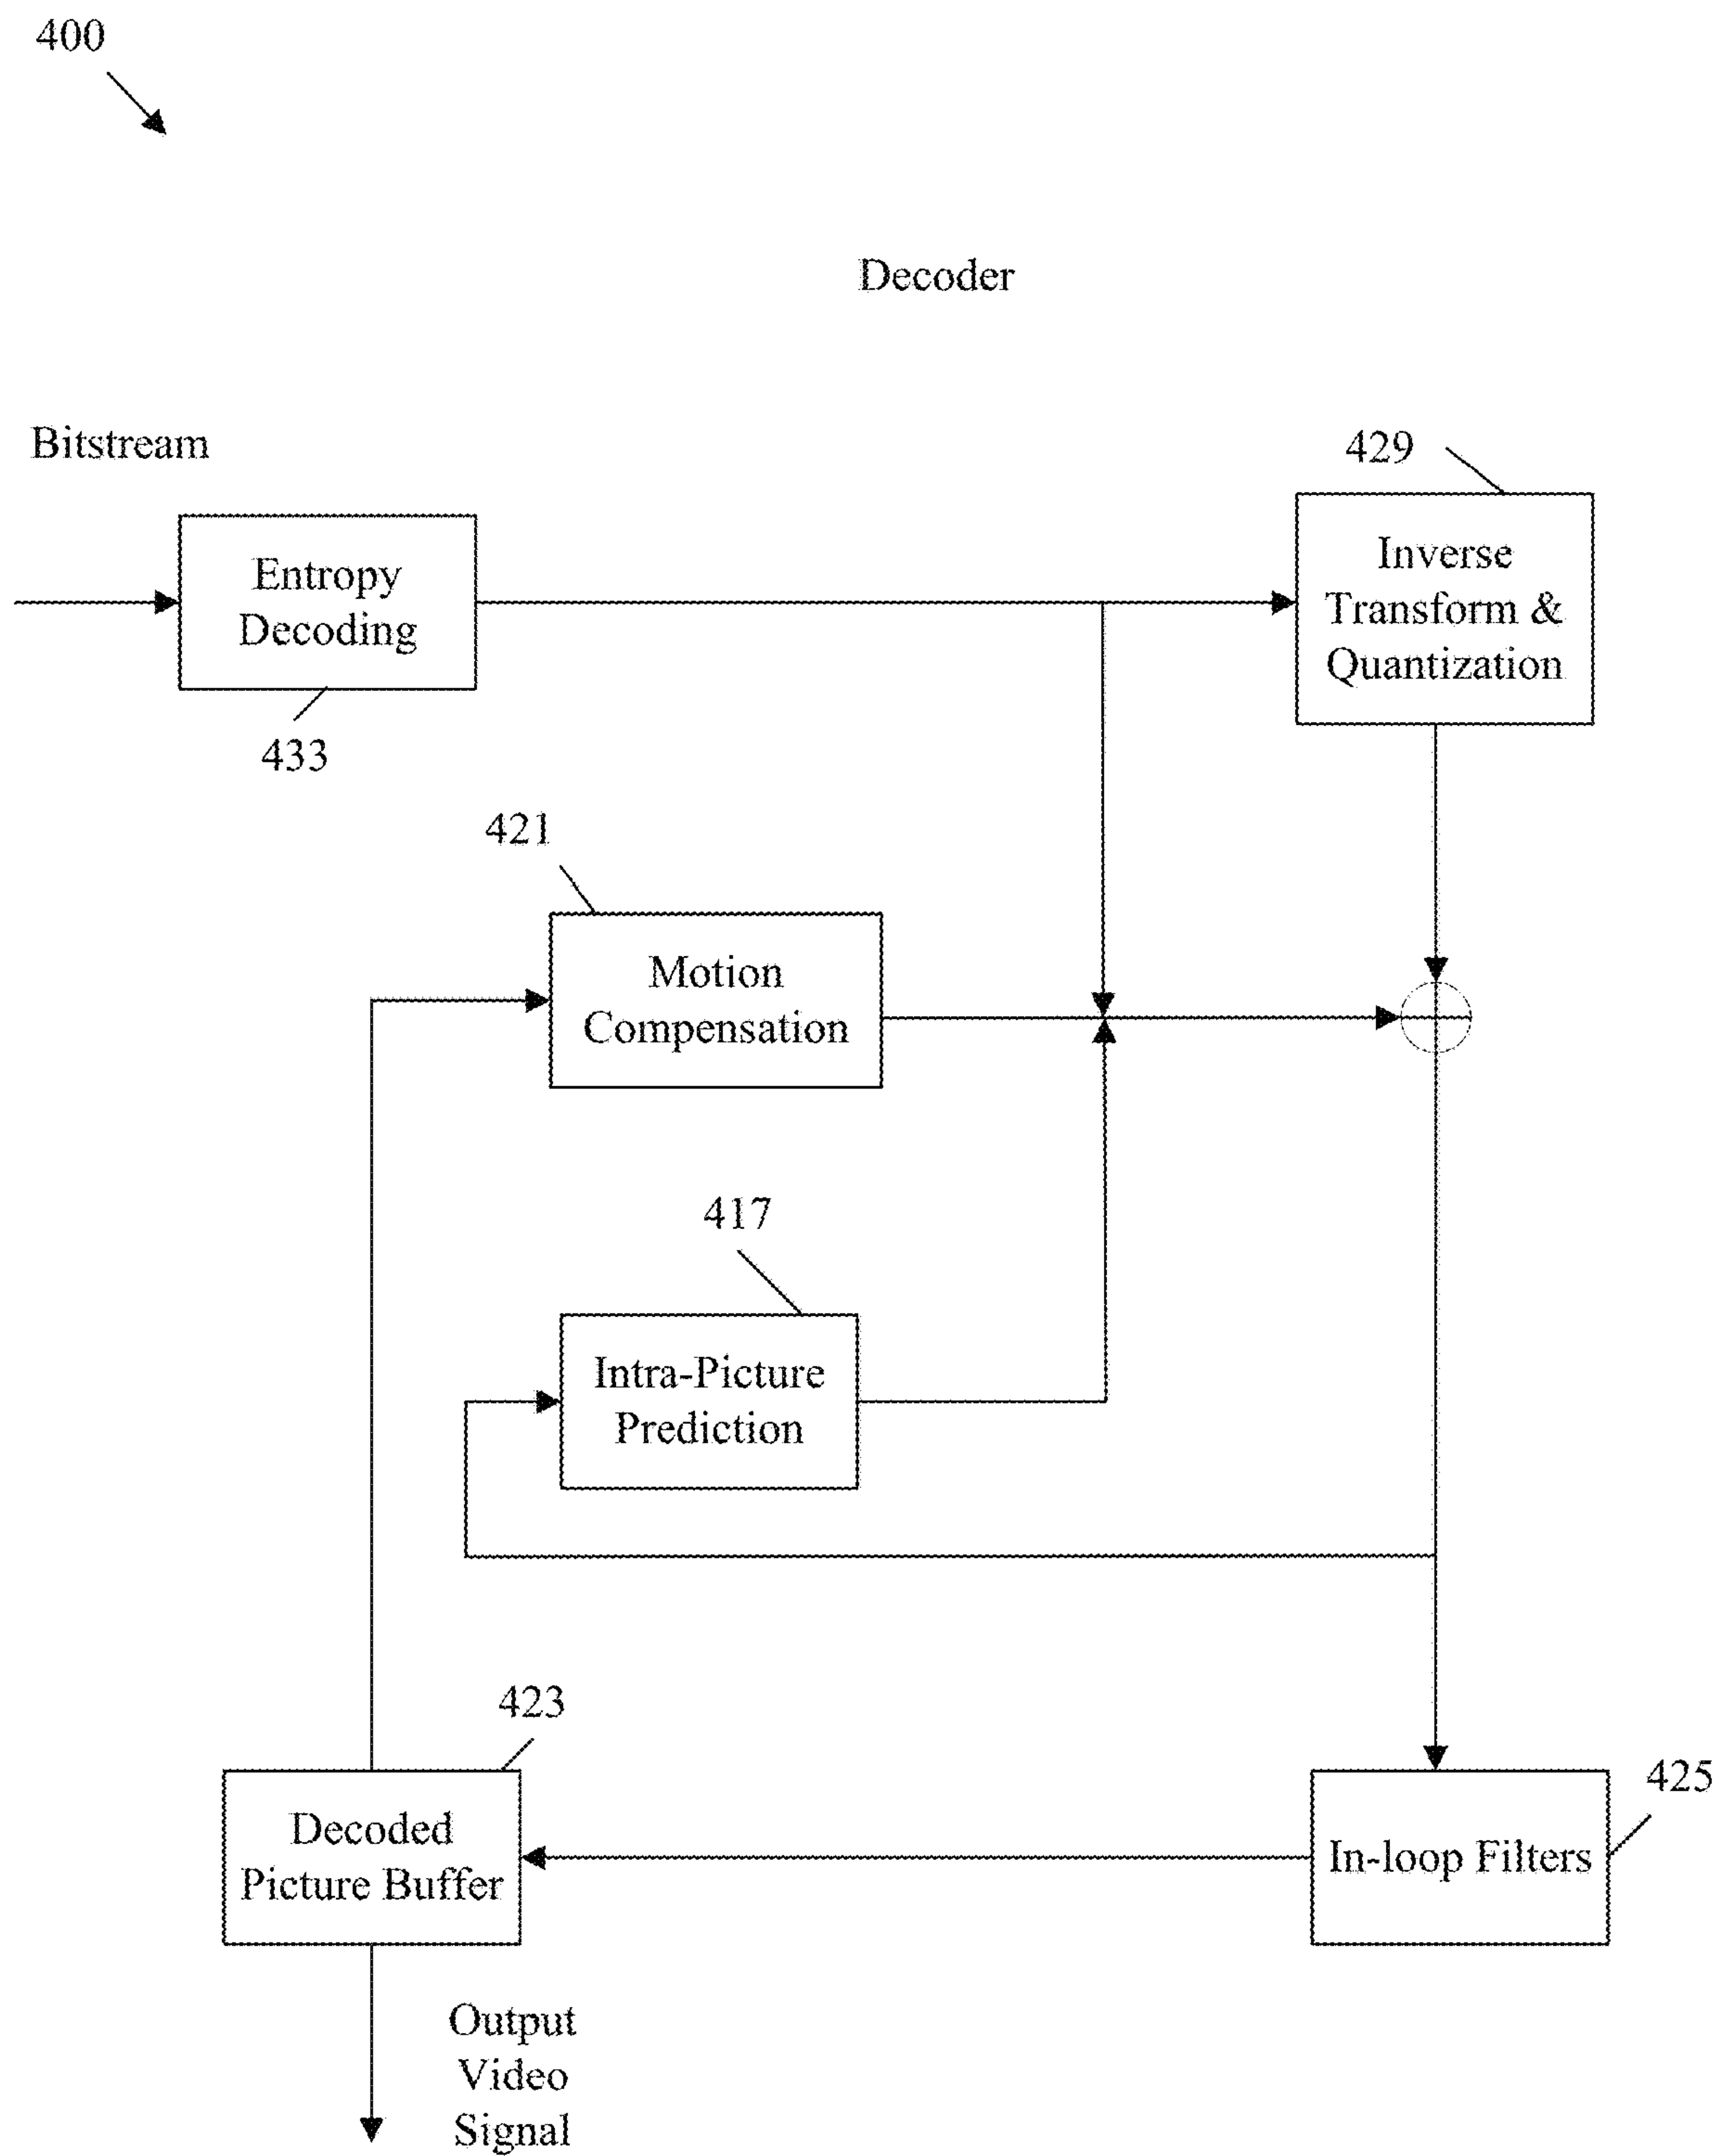 400
Decoder
Bitstream
429
Entropy
Decoding
Inverse
Transform &
Quantization
433
421
Motion
Compensation
417
Intra-Picture
Prediction
423
425
Decoded
Picture Buffer
In-loop Filters
Output
Video
Signal